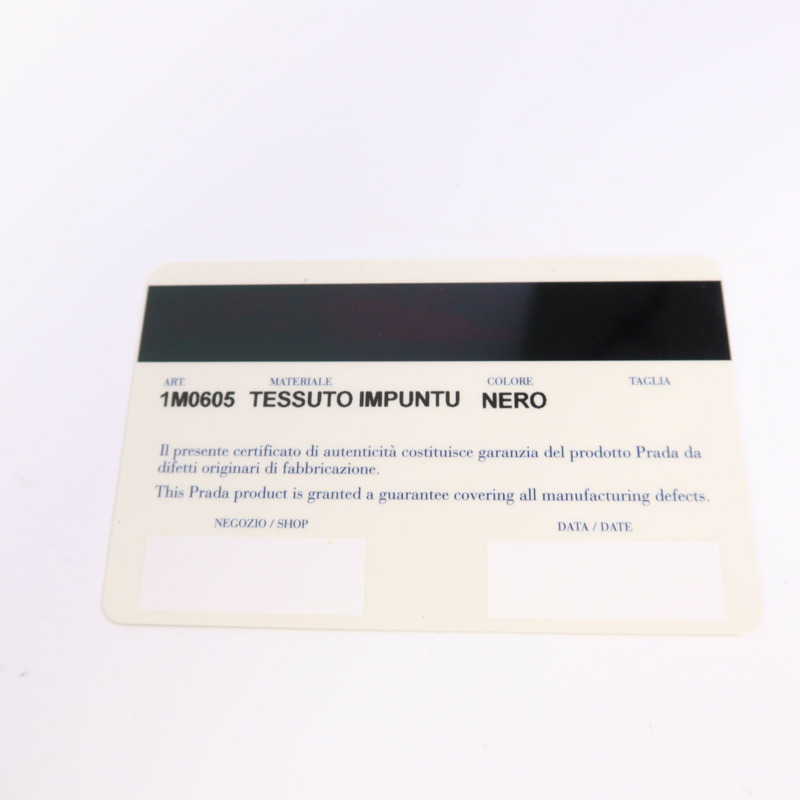 ART. MATERIALE COLORE TAGLIA
1M0605 TESSUTO IMPUNTU NERO
Il presente certificato di autenticità costituisce garanzia del prodotto Prada da
difetti originari di fabbricazione.
This Prada product is granted a guarantee covering all manufacturing defects.
NEGOZIO / SHOP DATA / DATE